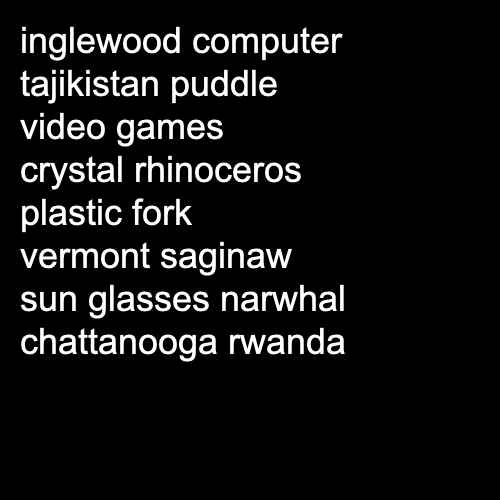 inglewood computer
tajikistan puddle
video games
crystal rhinoceros
plastic fork
vermont saginaw
sun glasses narwhal
chattanooga rwanda